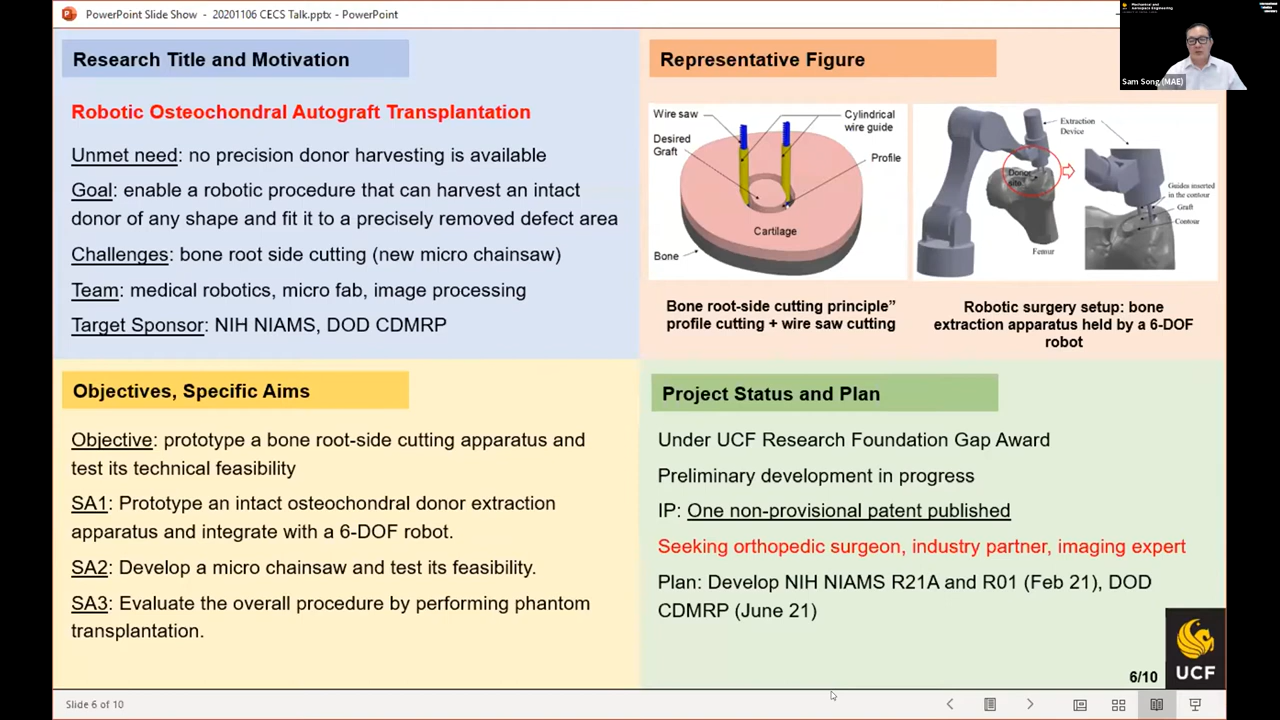 PowerPoint Slide Show - 20201106 CECS Talk.pptx - PowerPoint
Mechanical and
Aerospace Engineering
Sam Song (MAE)
Research Title and Motivation
Robotic Osteochondral Autograft Transplantation
Unmet need: no precision donor harvesting is available
Goal: enable a robotic procedure that can harvest an intact
donor of any shape and fit it to a precisely removed defect area
Challenges: bone root side cutting (new micro chainsaw)
Team: medical robotics, micro fab, image processing
Target Sponsor: NIH NIAMS, DOD CDMRP
Representative Figure
Wire saw
Desired
Graft
Cylindrical
wire guide
Profile
Cartilage
Bone
Extraction
Device
Donor
site
Guides inserted
in the contour
Graft
Contour
Femur
Bone root-side cutting principle”
profile cutting + wire saw cutting
Robotic surgery setup: bone
extraction apparatus held by a 6-DOF
robot
Objectives, Specific Aims
Objective: prototype a bone root-side cutting apparatus and
test its technical feasibility
SA1: Prototype an intact osteochondral donor extraction
apparatus and integrate with a 6-DOF robot.
SA2: Develop a micro chainsaw and test its feasibility.
SA3: Evaluate the overall procedure by performing phantom
transplantation.
Project Status and Plan
Under UCF Research Foundation Gap Award
Preliminary development in progress
IP: One non-provisional patent published
Seeking orthopedic surgeon, industry partner, imaging expert
Plan: Develop NIH NIAMS R21A and R01 (Feb 21), DOD
CDMRP (June 21)
6/10
UCF
Slide 6 of 10